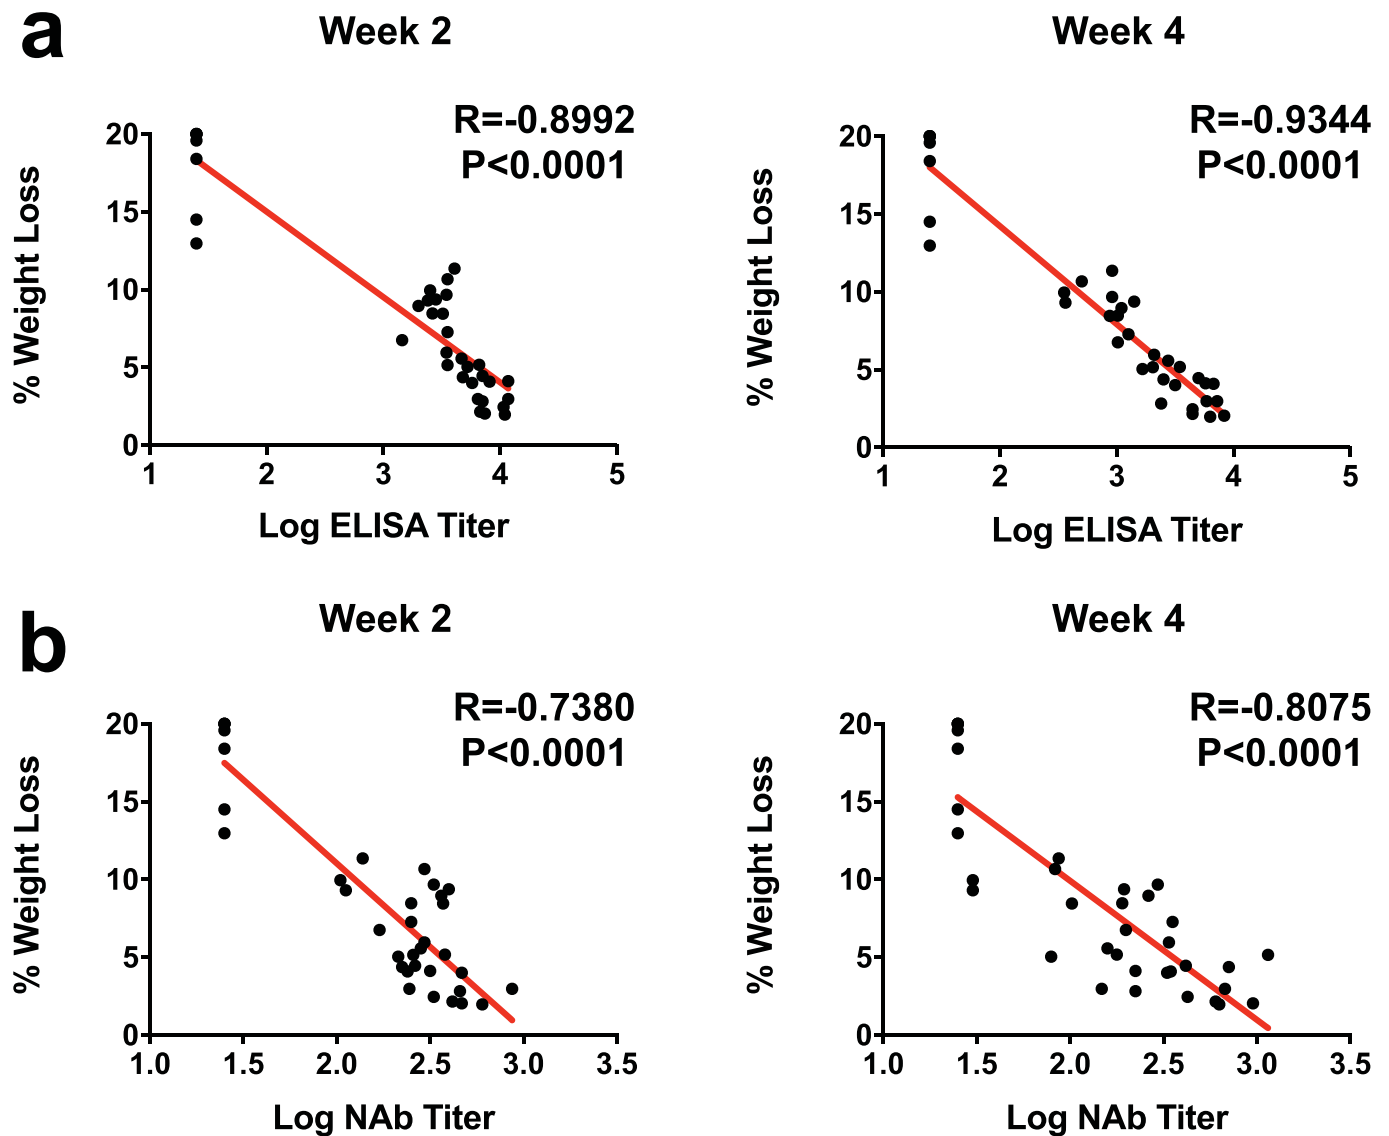 a
Week 2
R=-0.8992
P<0.0001
% Weight Loss
20
15
10
5
0
1 2 3 4 5
Log ELISA Titer
Week 4
R=-0.9344
P<0.0001
% Weight Loss
20
15
10
5
0
1 2 3 4 5
Log ELISA Titer
b
Week 2
R=-0.7380
P<0.0001
% Weight Loss
20
15
10
5
0
1.0 1.5 2.0 2.5 3.0 3.5
Log NAb Titer
Week 4
R=-0.8075
P<0.0001
% Weight Loss
20
15
10
5
0
1.0 1.5 2.0 2.5 3.0 3.5
Log NAb Titer